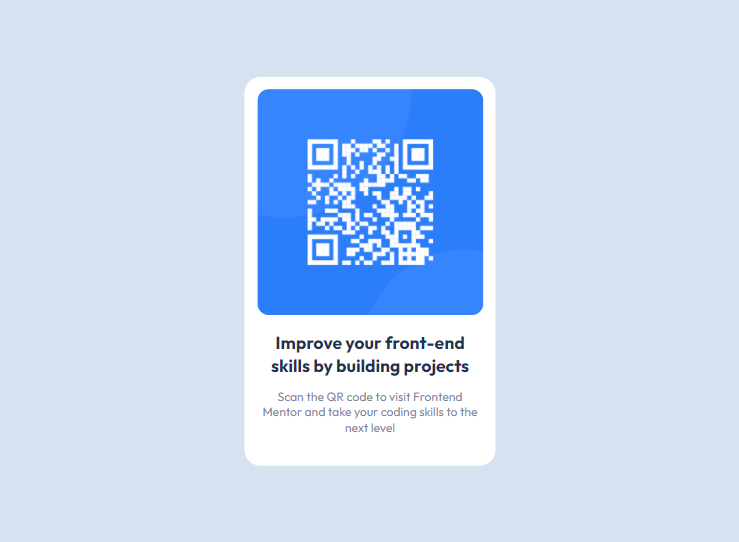 Improve your front-end
skills by building projects
Scan the QR code to visit Frontend
Mentor and take your coding skills to the
next level